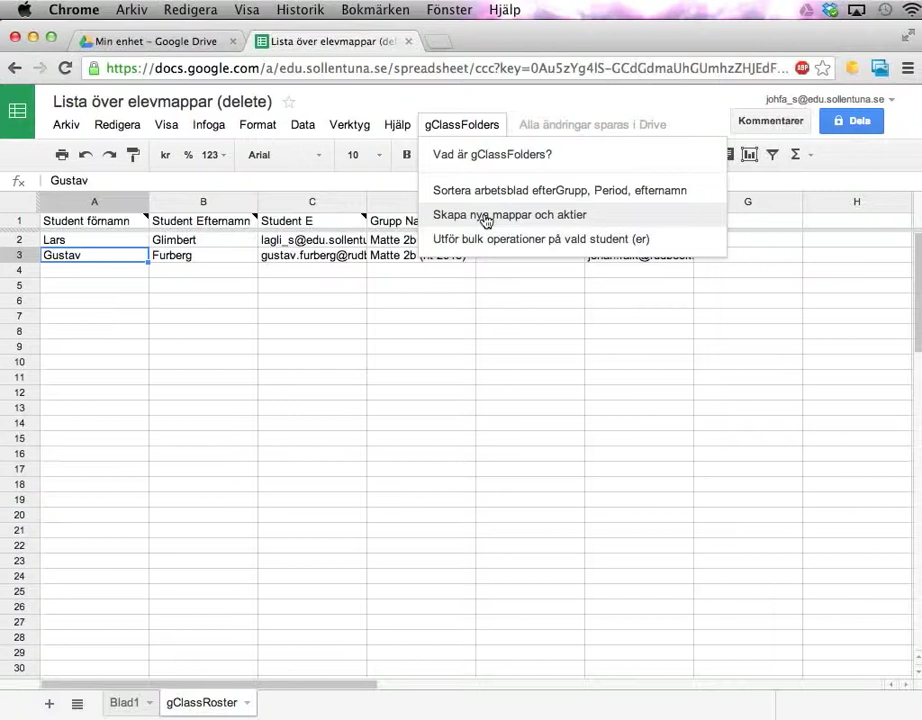 Chrome Arkiv Redigera Visa Historik Bokmärken Fönster Hjälp
Min enhet – Google Drive
Lista över elevmappar (de
https://docs.google.com/a/edu.sollentuna.se/spreadsheet/ccc?key=0Au5zYg4lS-GCdGdmaUhGUmhzZHJEdF...
Lista över elevmappar (delete)
johfa_s@edu.sollentuna.se
Arkiv Redigera Visa Infoga Format Data Verktyg Hjälp gClassFolders Alla ändringar sparas i Drive
Kommentarer
Dela
kr % 123 Arial 10 B Σ
Vad är gClassFolders?
Sortera arbetsblad efterGrupp, Period, efternamn
Skapa nya mappar och aktier
Utför bulk operationer på vald student (er)
fx Gustav
A B C G H
1 Student förnamn Student Efternamn Student E Grupp Na
2 Lars Glimbert lagli_s@edu.sollentu Matte 2b
3 Gustav Furberg gustav.furberg@rudb Matte 2b
4
5
6
7
8
9
10
11
12
13
14
15
16
17
18
19
20
21
22
23
24
25
26
27
28
29
30
Blad1 gClassRoster